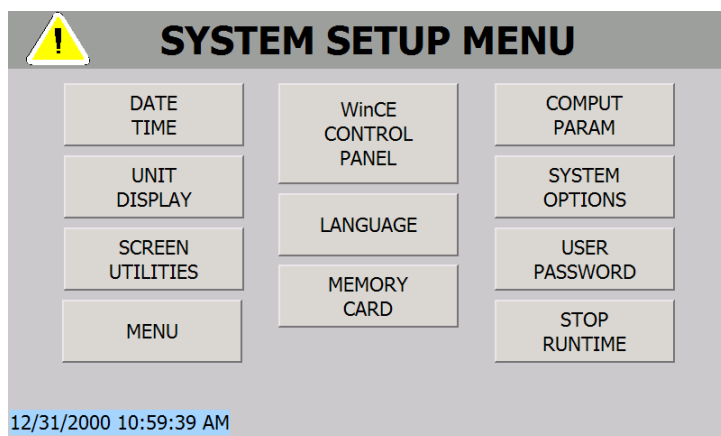 !
SYSTEM SETUP MENU
DATE
TIME
UNIT
DISPLAY
SCREEN
UTILITIES
MENU
WinCE
CONTROL
PANEL
LANGUAGE
MEMORY
CARD
COMPUT
PARAM
SYSTEM
OPTIONS
USER
PASSWORD
STOP
RUNTIME
12/31/2000 10:59:39 AM